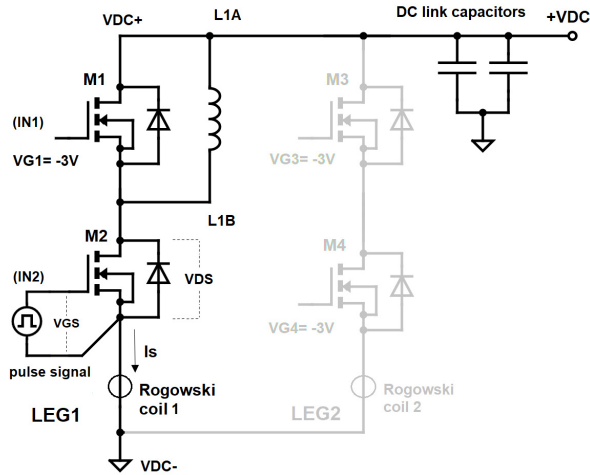 VDC+
L1A
DC link capacitors
+VDC
M1
M3
(IN1)
VG1= -3V
VG3= -3V
L1B
M2
M4
(IN2)
VDS
VGS
VG4= -3V
Is
pulse signal
Rogowski
coil 1
Rogowski
coil 2
LEG1
LEG2
VDC-